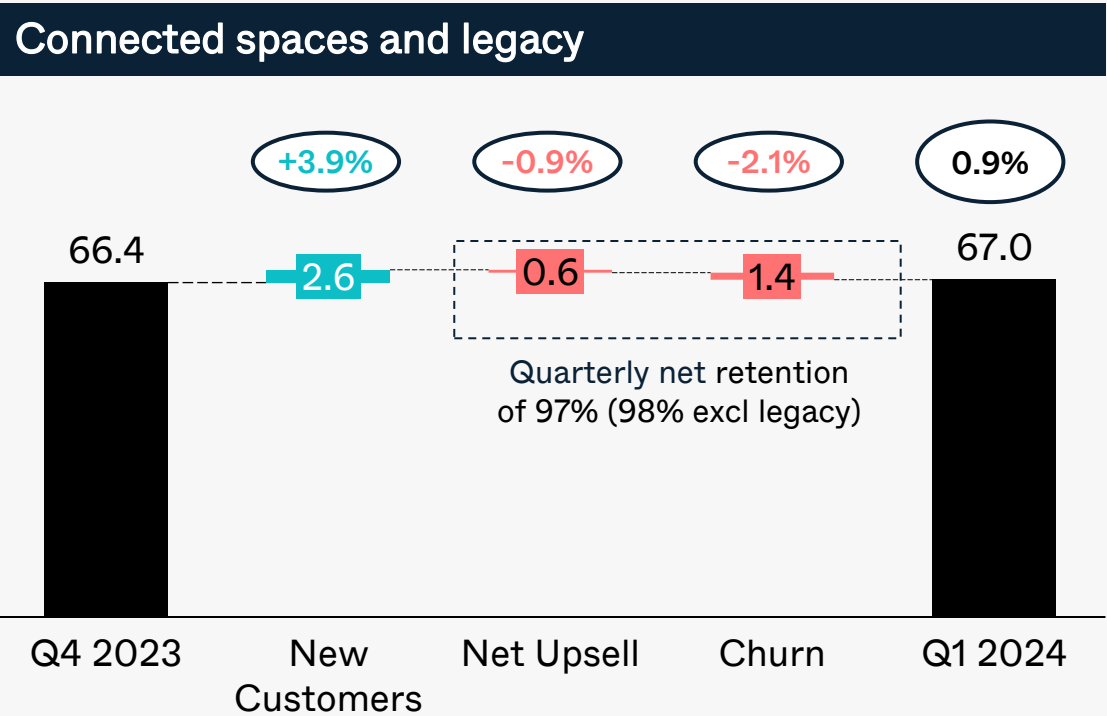 Connected spaces and legacy
+3.9%
-0.9%
-2.1%
0.9%
66.4
2.6
0.6
1.4
67.0
Quarterly net retention
of 97% (98% excl legacy)
Q4 2023
New
Customers
Net Upsell
Churn
Q1 2024